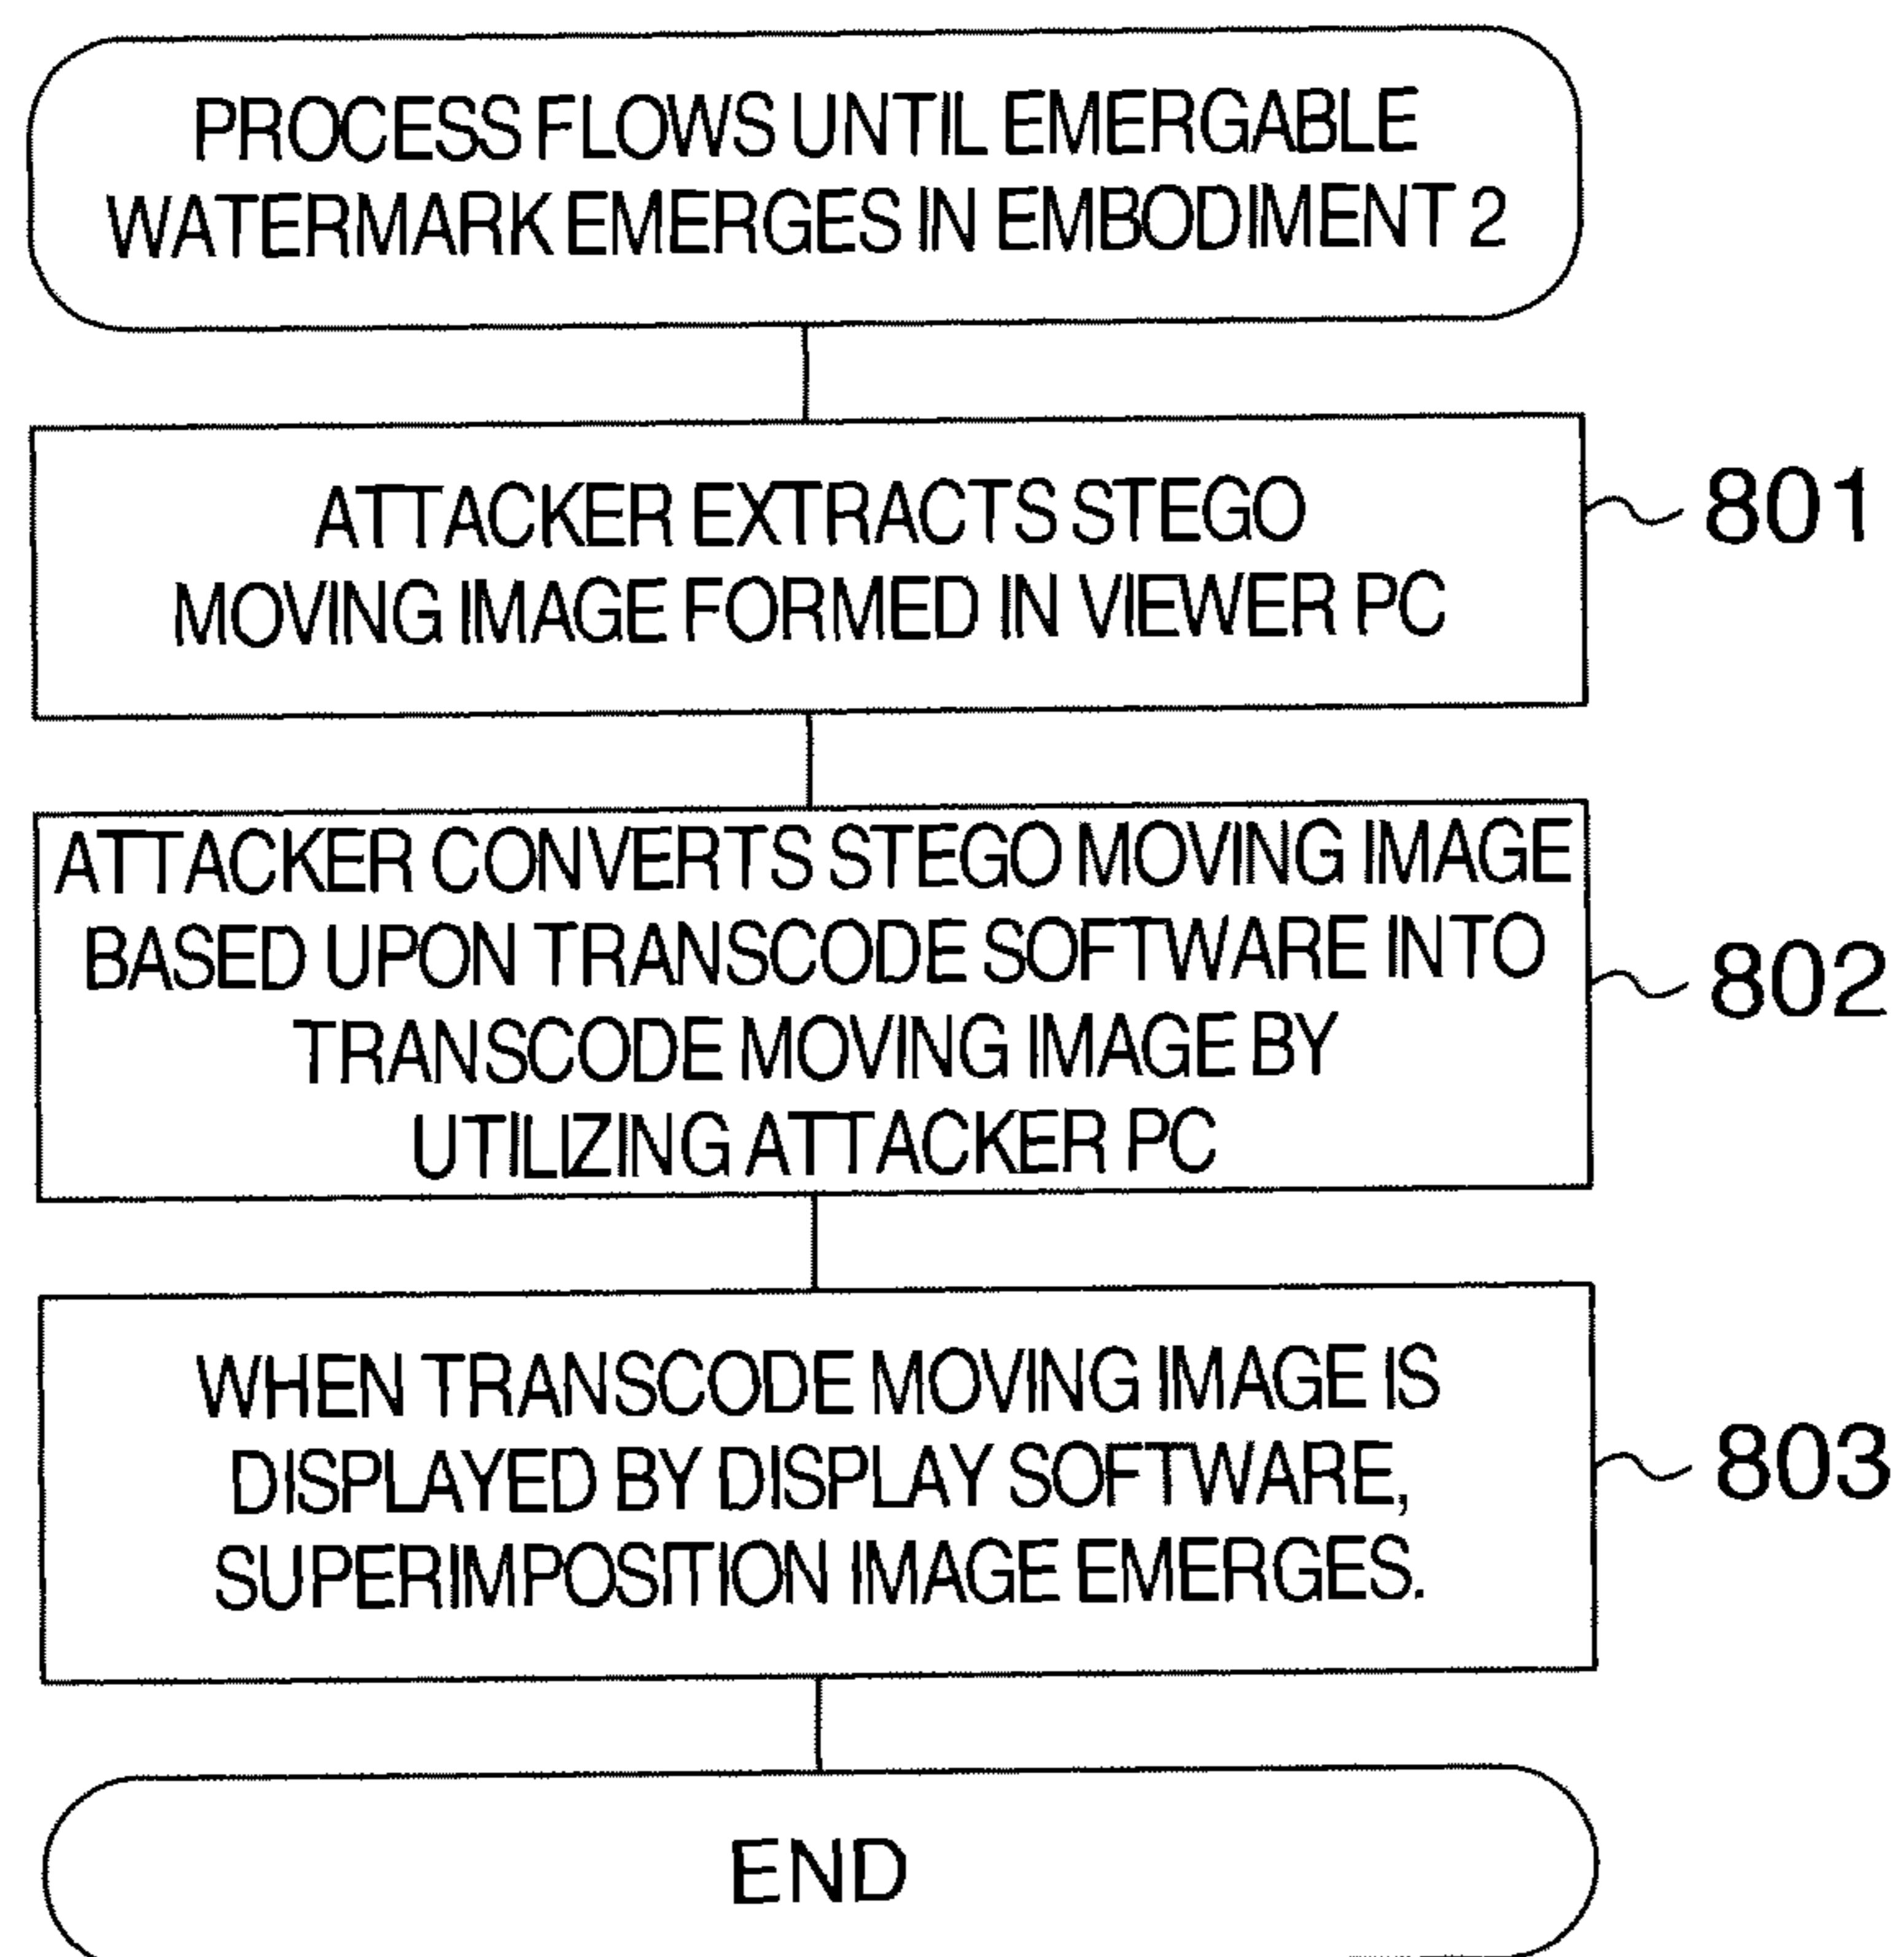 PROCESS FLOWS UNTIL EMERGABLE
WATERMARK EMERGES IN EMBODIMENT 2
ATTACKER EXTRACTS STEGO
MOVING IMAGE FORMED IN VIEWER PC
801
ATTACKER CONVERTS STEGO MOVING IMAGE
BASED UPON TRANSCODE SOFTWARE INTO
TRANSCODE MOVING IMAGE BY
UTILIZING ATTACKER PC
802
WHEN TRANSCODE MOVING IMAGE IS
DISPLAYED BY DISPLAY SOFTWARE,
SUPERIMPOSITION IMAGE EMERGES.
803
END